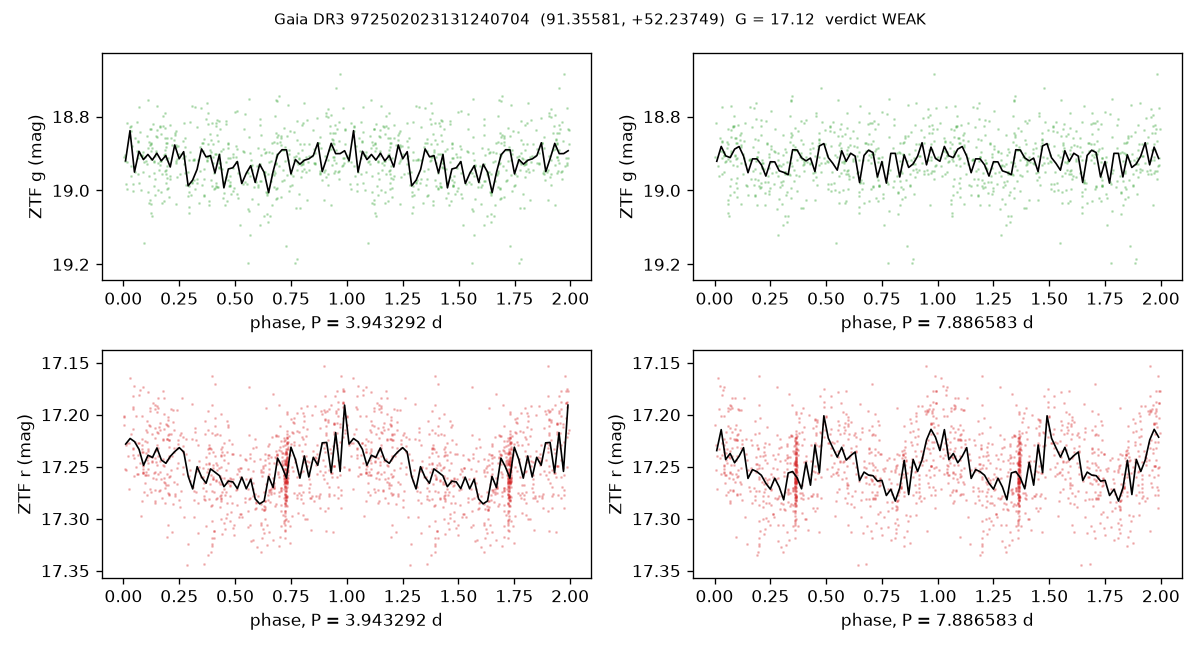 Gaia DR3 972502023131240704  (91.35581, +52.23749)  G = 17.12  verdict WEAK
ZTF g (mag)
18.8
19.0
19.2
0.00 0.25 0.50 0.75 1.00 1.25 1.50 1.75 2.00
phase, P = 3.943292 d
ZTF g (mag)
18.8
19.0
19.2
0.00 0.25 0.50 0.75 1.00 1.25 1.50 1.75 2.00
phase, P = 7.886583 d
ZTF r (mag)
17.15
17.20
17.25
17.30
17.35
0.00 0.25 0.50 0.75 1.00 1.25 1.50 1.75 2.00
phase, P = 3.943292 d
ZTF r (mag)
17.15
17.20
17.25
17.30
17.35
0.00 0.25 0.50 0.75 1.00 1.25 1.50 1.75 2.00
phase, P = 7.886583 d